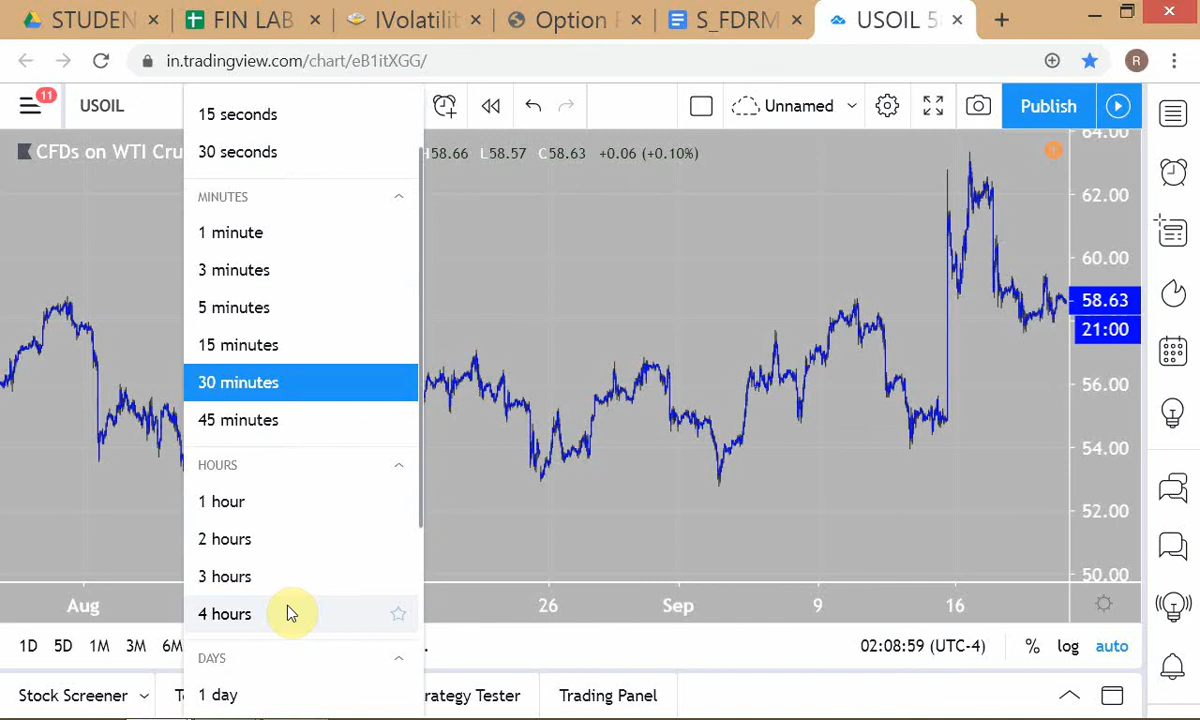 STUDEN
FIN LAB
IVolatilit
Option
S_FDRM
USOIL
in.tradingview.com/chart/eB1itXGG/
R
11
USOIL
Unnamed
Publish
CFDs on WTI Cru
H58.66 L58.57 C58.63 +0.06 (+0.10%)
15 seconds
30 seconds
MINUTES
1 minute
3 minutes
5 minutes
15 minutes
30 minutes
45 minutes
HOURS
1 hour
2 hours
3 hours
4 hours
DAYS
1 day
64.00
62.00
60.00
58.63
21:00
56.00
54.00
52.00
50.00
Aug
26
Sep
9
16
1D 5D 1M 3M 6M
02:08:59 (UTC-4)
% log auto
Stock Screener
rategy Tester
Trading Panel